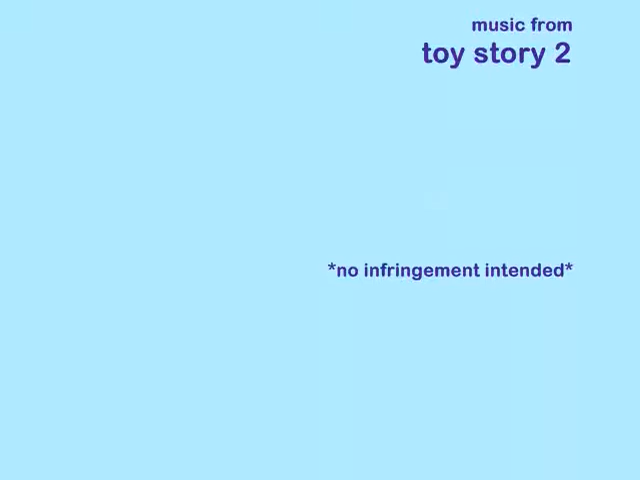 music from
toy story 2
*no infringement intended*